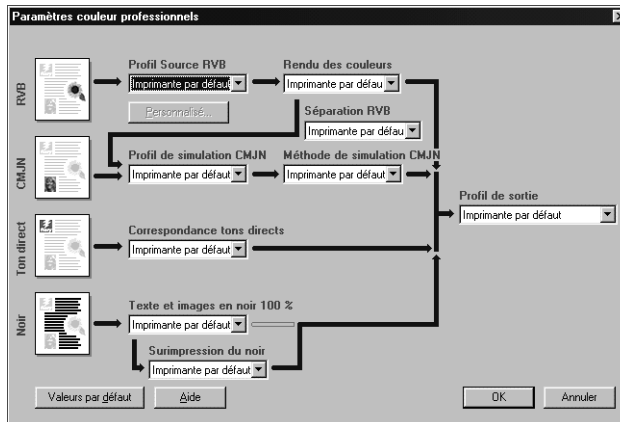 Paramètres couleur professionnels
RVB
Profil Source RVB
Rendu des couleurs
Imprimante par défaut
Imprimante par défau
Personnalisé...
Séparation RVB
Imprimante par défau
CMJN
Profil de simulation CMJN
Méthode de simulation CMJN
Imprimante par défaut
Imprimante par défaut
Profil de sortie
Imprimante par défaut
Ton direct
Correspondance tons directs
Imprimante par défaut
Noir
Texte et images en noir 100 %
Imprimante par défaut
Surimpression du noir
Imprimante par défaut
Valeurs par défaut
Aide
OK
Annuler